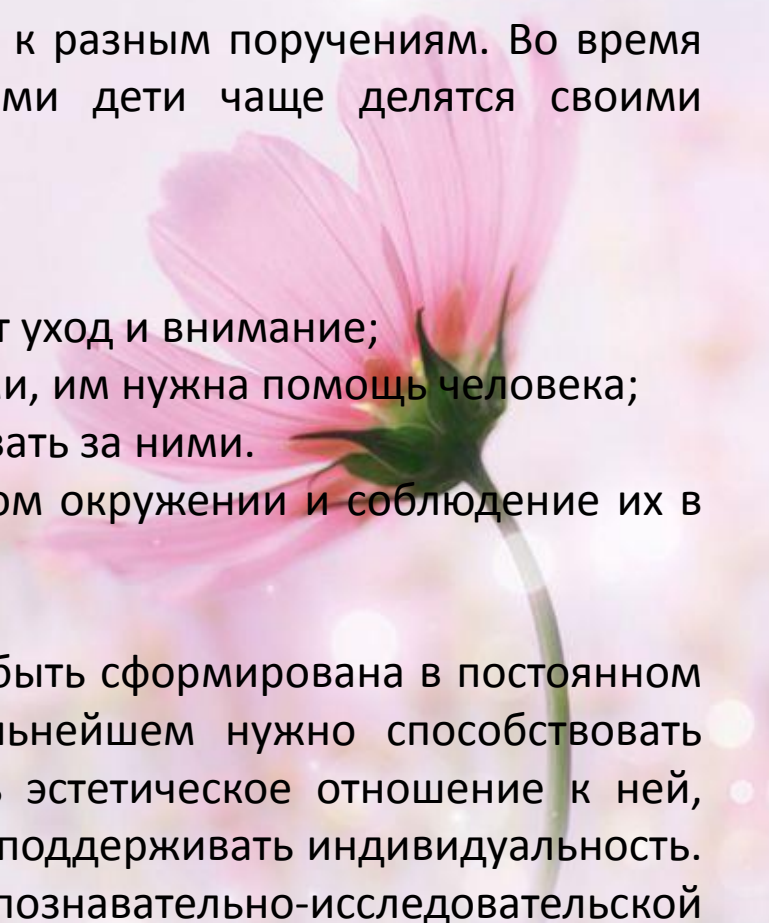 к разным поручениям. Во время
ми дети чаще делятся своими
т уход и внимание;
и, им нужна помощь человека;
вать за ними.
ом окружении и соблюдение их в
быть сформирована в постоянном
льнейшем нужно способствовать
ь эстетическое отношение к ней,
поддерживать индивидуальность.
познавательно-исследовательской